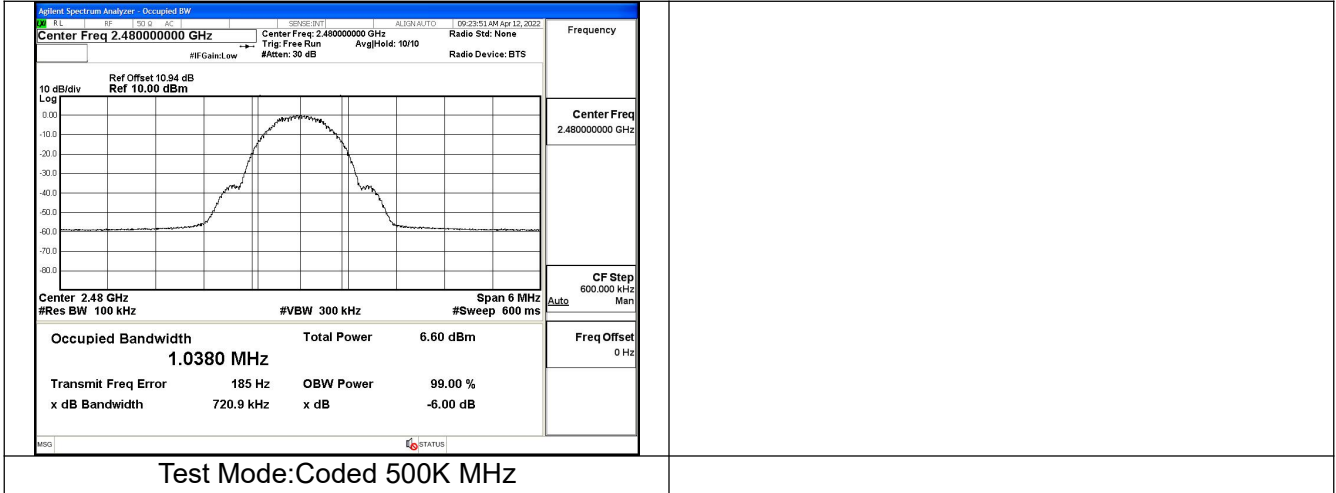 Agilent Spectrum Analyzer - Occupied BW
RL RF 50 Ω AC SENSE:INT ALIGN AUTO 09:23:51 AM Apr 12, 2022
Center Freq 2.480000000 GHz
Center Freq: 2.480000000 GHz
Radio Std: None
Trig: Free Run Avg|Hold: 10/10
#IFGain:Low #Atten: 30 dB Radio Device: BTS
Ref Offset 10.94 dB
10 dB/div Ref 10.00 dBm
Log
0.00
-10.0
-20.0
-30.0
-40.0
-50.0
-60.0
-70.0
-80.0
Center 2.48 GHz Span 6 MHz
#Res BW 100 kHz #VBW 300 kHz #Sweep 600 ms
Occupied Bandwidth Total Power 6.60 dBm
1.0380 MHz
Transmit Freq Error 185 Hz OBW Power 99.00 %
x dB Bandwidth 720.9 kHz x dB -6.00 dB
MSG STATUS
Frequency
Center Freq
2.480000000 GHz
CF Step
600.000 kHz
Auto Man
Freq Offset
0 Hz
Test Mode:Coded 500K MHz